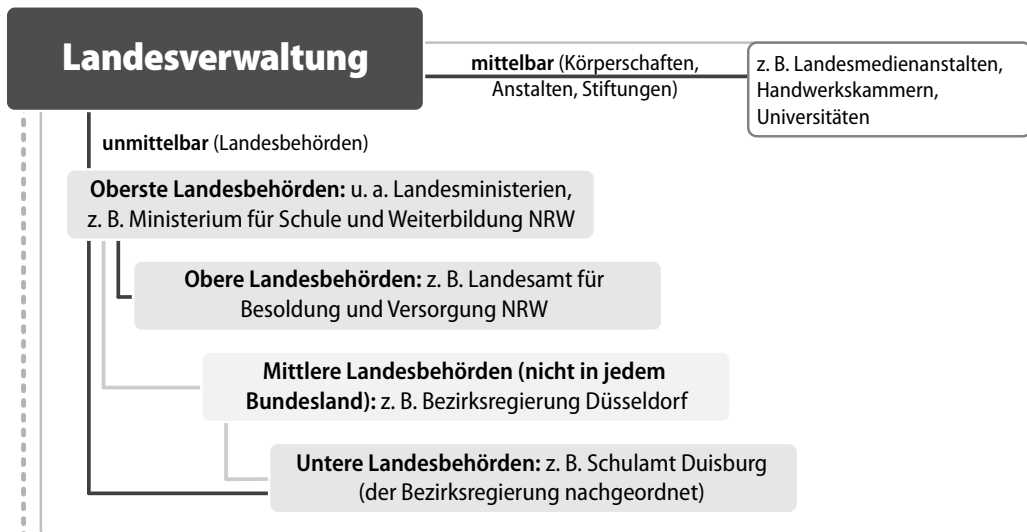 Landesverwaltung
mittelbar (Körperschaften,
Anstalten, Stiftungen)
z. B. Landesmedienanstalten,
Handwerkskammern,
Universitäten
unmittelbar (Landesbehörden)
Oberste Landesbehörden: u. a. Landesministerien,
z. B. Ministerium für Schule und Weiterbildung NRW
Obere Landesbehörden: z. B. Landesamt für
Besoldung und Versorgung NRW
Mittlere Landesbehörden (nicht in jedem
Bundesland): z. B. Bezirksregierung Düsseldorf
Untere Landesbehörden: z. B. Schulamt Duisburg
(der Bezirksregierung nachgeordnet)